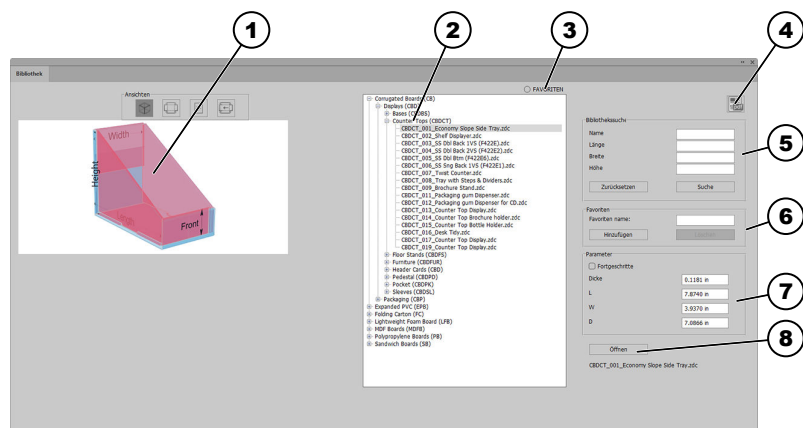 1
2
3
4
Bibliothek
FAVORITEN
Ansichten
Width
Height
Front
Corrugated Boards (CB)
Displays (CBD)
Bases (CBDBS)
Counter Tops (CBDCT)
CBDCT_001_Economy Slope Side Tray.zdc
CBDCT_002_Shelf Displayer.zdc
CBDCT_003_SS Dbl Back 1VS (F422E).zdc
CBDCT_004_SS Dbl Back 2VS (F422E2).zdc
CBDCT_005_SS Dbl Btm (F422E6).zdc
CBDCT_006_SS Sng Back 1VS (F422E1).zdc
CBDCT_007_Twist Counter.zdc
CBDCT_008_Tray with Steps & Dividers.zdc
CBDCT_009_Brochure Stand.zdc
CBDCT_011_Packaging gum Dispenser.zdc
CBDCT_012_Packaging gum Dispenser for CD.zdc
CBDCT_013_Counter Top Display.zdc
CBDCT_014_Counter Top Brochure holder.zdc
CBDCT_015_Counter Top Bottle Holder.zdc
CBDCT_016_Desk Tidy.zdc
CBDCT_017_Counter Top Display.zdc
CBDCT_019_Counter Top Display.zdc
Floor Stands (CBDFS)
Furniture (CBDFUR)
Header Cards (CBD)
Pedestal (CBDPD)
Pocket (CBDPK)
Sleeves (CBDSL)
Packaging (CBP)
Expanded PVC (EPB)
Folding Carton (FC)
Lightweight Foam Board (LFB)
MDF Boards (MDFB)
Polypropylene Boards (PB)
Sandwich Boards (SB)
Bibliothekssuche
Name
Länge
Breite
Höhe
Zurücksetzen Suche
5
Favoriten
Favoriten name:
Hinzufügen
6
Parameter
Fortgeschritte
Dicke 0.1181 m
L 7.8740 m
W 3.9370 m
D 7.0866 m
7
Öffnen
8
CBDCT_001_Economy Slope Side Tray.zdc